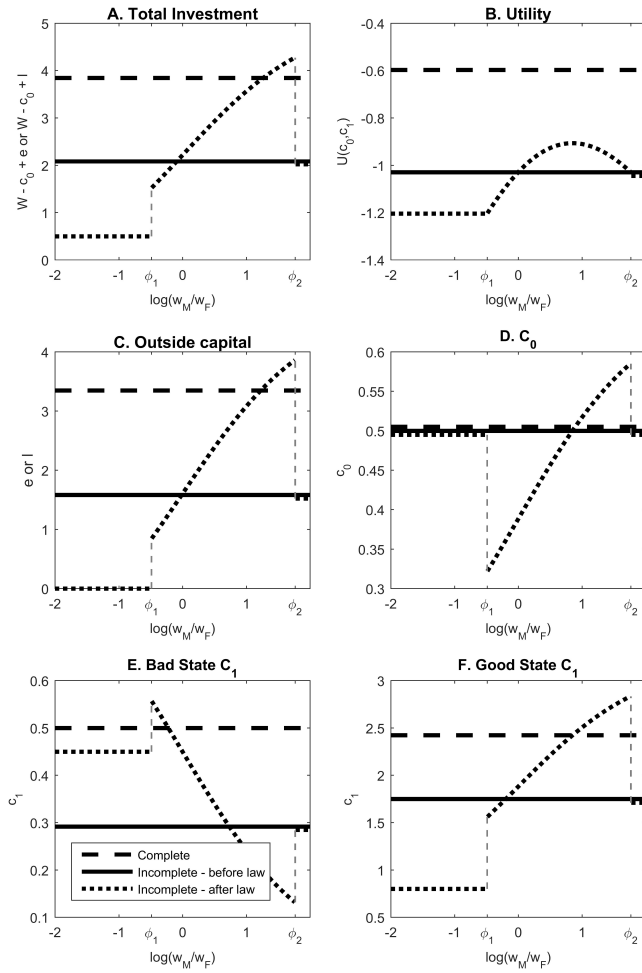 A. Total Investment
W - c0 + e or W - c0 + I
5
4
3
2
1
0
-2 -1 ϕ1 0 1 ϕ2
log(wM/wF)
B. Utility
U(c0,c1)
-0.4
-0.6
-0.8
-1
-1.2
-1.4
-2 -1 ϕ1 0 1 ϕ2
log(wM/wF)
C. Outside capital
e or I
4
3
2
1
0
-2 -1 ϕ1 0 1 ϕ2
log(wM/wF)
D. C0
c0
0.6
0.55
0.5
0.45
0.4
0.35
0.3
-2 -1 ϕ1 0 1 ϕ2
log(wM/wF)
E. Bad State C1
c1
0.6
0.5
0.4
0.3
0.2
0.1
Complete
Incomplete - before law
Incomplete - after law
-2 -1 ϕ1 0 1 ϕ2
log(wM/wF)
F. Good State C1
c1
3
2.5
2
1.5
1
0.5
-2 -1 ϕ1 0 1 ϕ2
log(wM/wF)